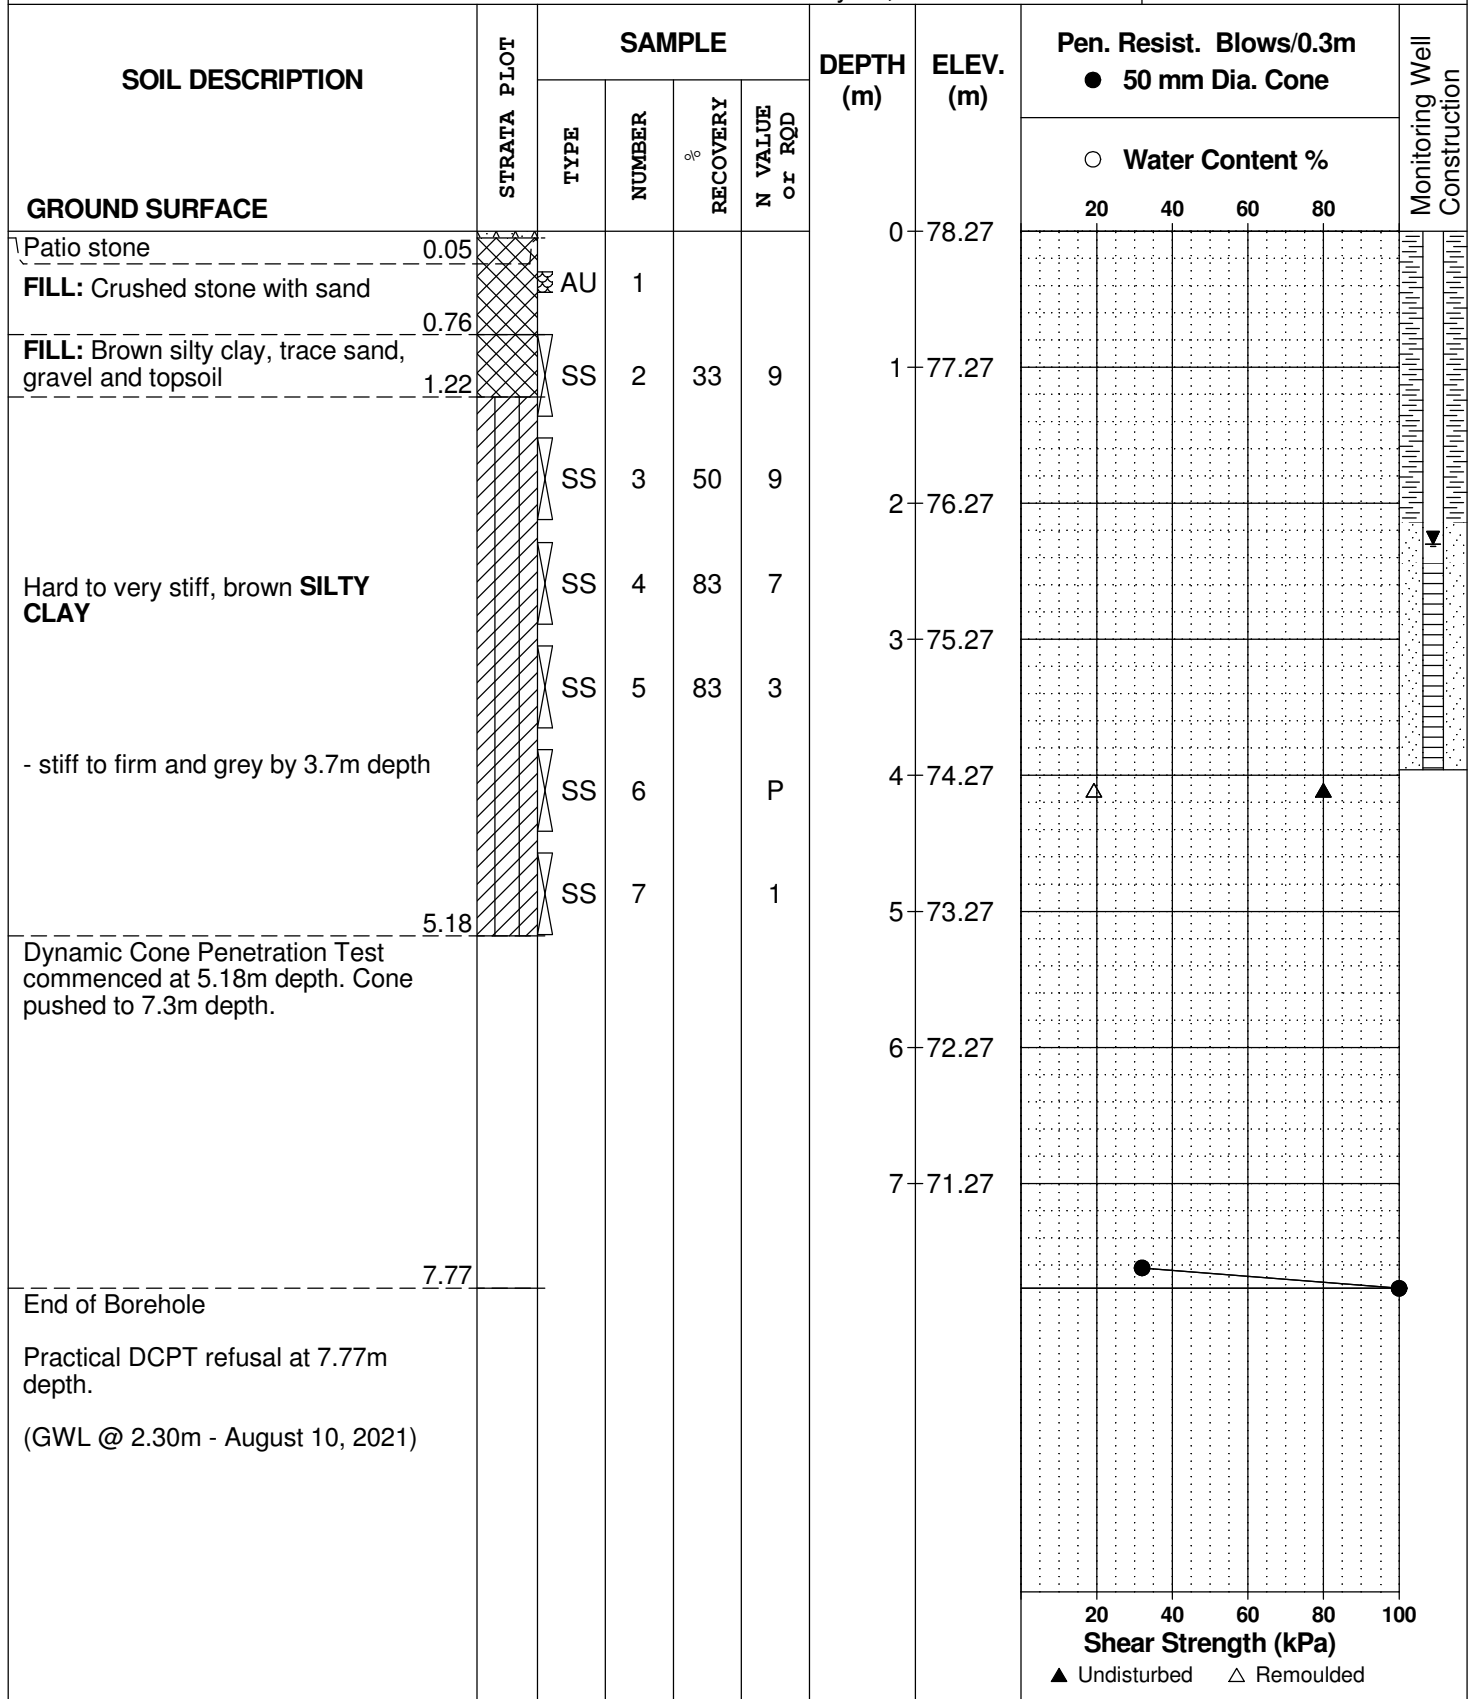 SOIL DESCRIPTION
GROUND SURFACE
STRATA PLOT
SAMPLE
TYPE
NUMBER
% RECOVERY
N VALUE or RQD
DEPTH (m)
ELEV. (m)
Pen. Resist. Blows/0.3m
● 50 mm Dia. Cone
○ Water Content %
20 40 60 80
Monitoring Well Construction
0 78.27
Patio stone 0.05
FILL: Crushed stone with sand
0.76
AU 1
FILL: Brown silty clay, trace sand,
gravel and topsoil 1.22
SS 2 33 9
1 77.27
SS 3 50 9
2 76.27
Hard to very stiff, brown SILTY
CLAY
SS 4 83 7
3 75.27
SS 5 83 3
- stiff to firm and grey by 3.7m depth
4 74.27
SS 6 P
SS 7 1
5 73.27
5.18
Dynamic Cone Penetration Test
commenced at 5.18m depth. Cone
pushed to 7.3m depth.
6 72.27
7 71.27
7.77
End of Borehole
Practical DCPT refusal at 7.77m
depth.
(GWL @ 2.30m - August 10, 2021)
20 40 60 80 100
Shear Strength (kPa)
▲ Undisturbed △ Remoulded